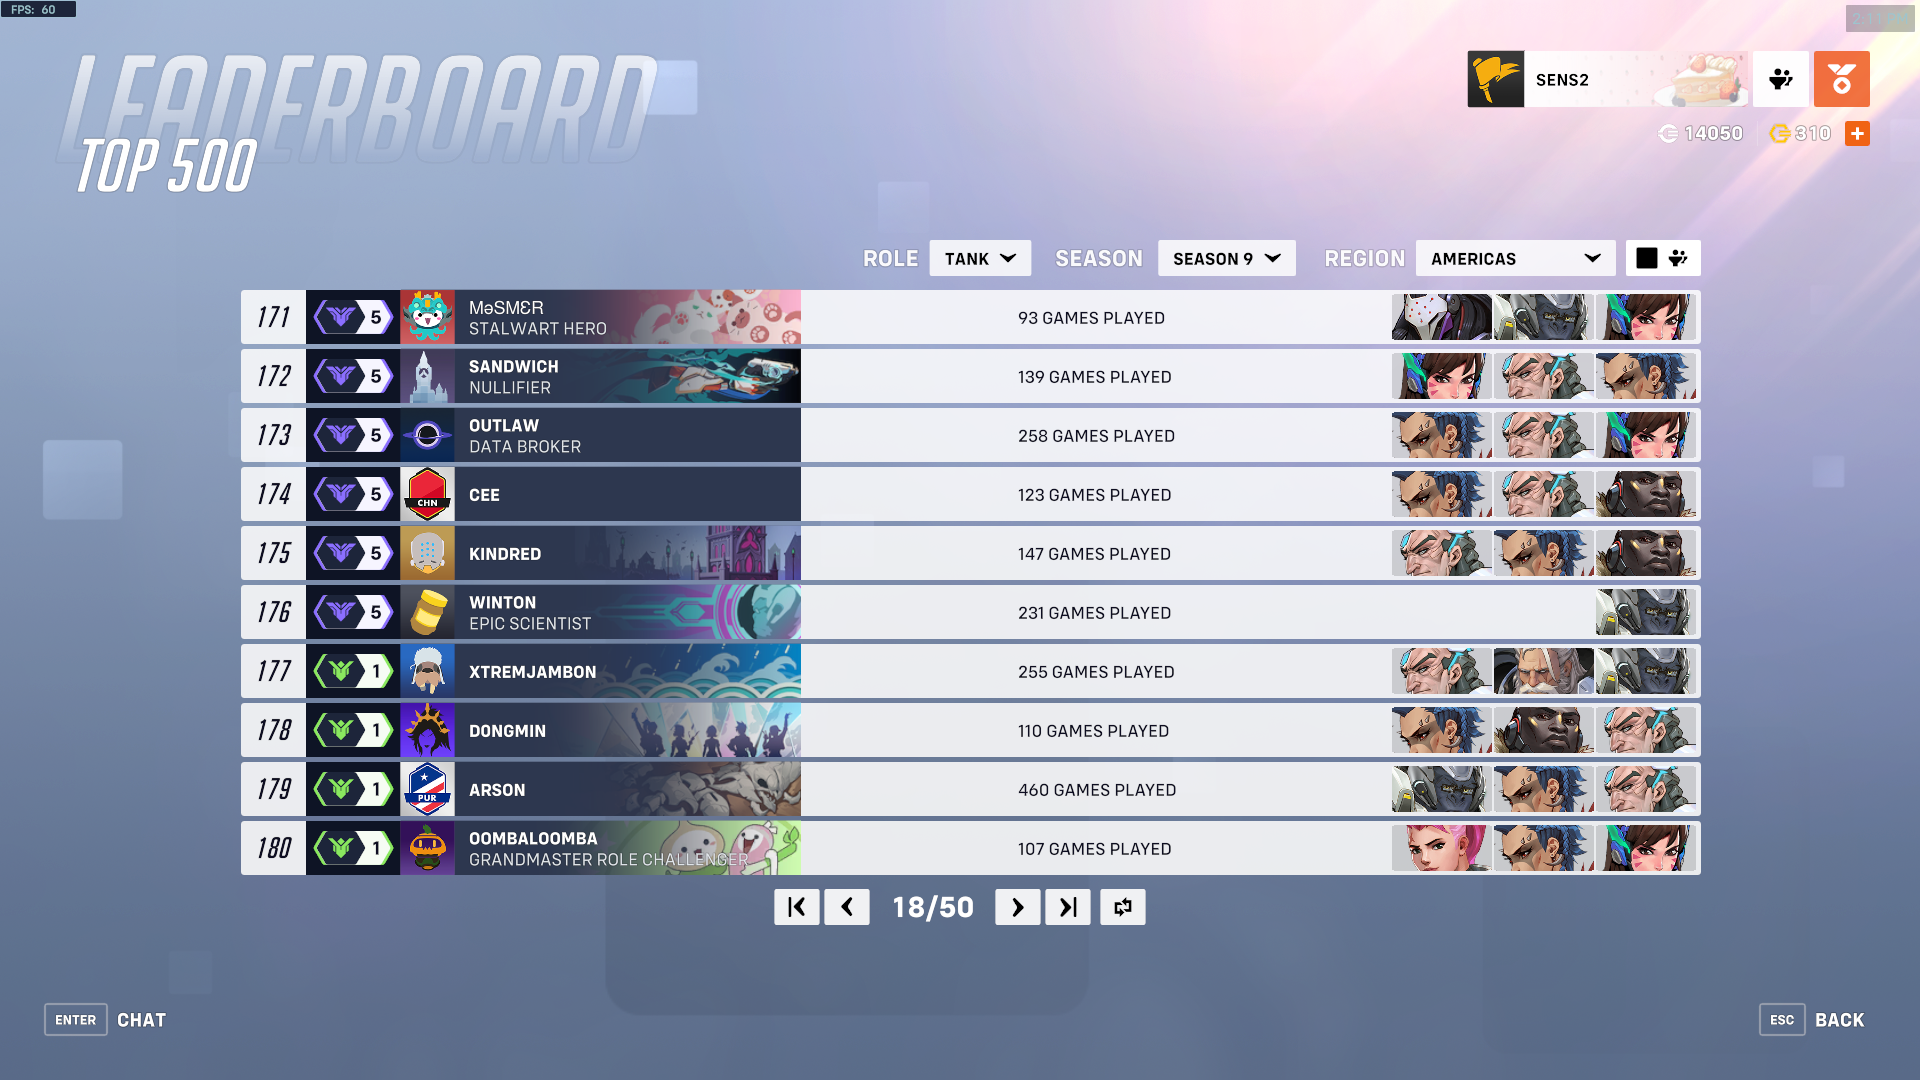 FPS: 60
LEADERBOARD
TOP 500
SENS2
14050
310
ROLE TANK SEASON SEASON 9 REGION AMERICAS
171 5 MəSMƐR STALWART HERO 93 GAMES PLAYED
172 5 SANDWICH NULLIFIER 139 GAMES PLAYED
173 5 OUTLAW DATA BROKER 258 GAMES PLAYED
174 5 CHN CEE 123 GAMES PLAYED
175 5 KINDRED 147 GAMES PLAYED
176 5 WINTON EPIC SCIENTIST 231 GAMES PLAYED
177 1 XTREMJAMBON 255 GAMES PLAYED
178 1 DONGMIN 110 GAMES PLAYED
179 1 PUR ARSON 460 GAMES PLAYED
180 1 OOMBALOOMBA GRANDMASTER ROLE CHALLENGER 107 GAMES PLAYED
18/50
ENTER CHAT
ESC BACK